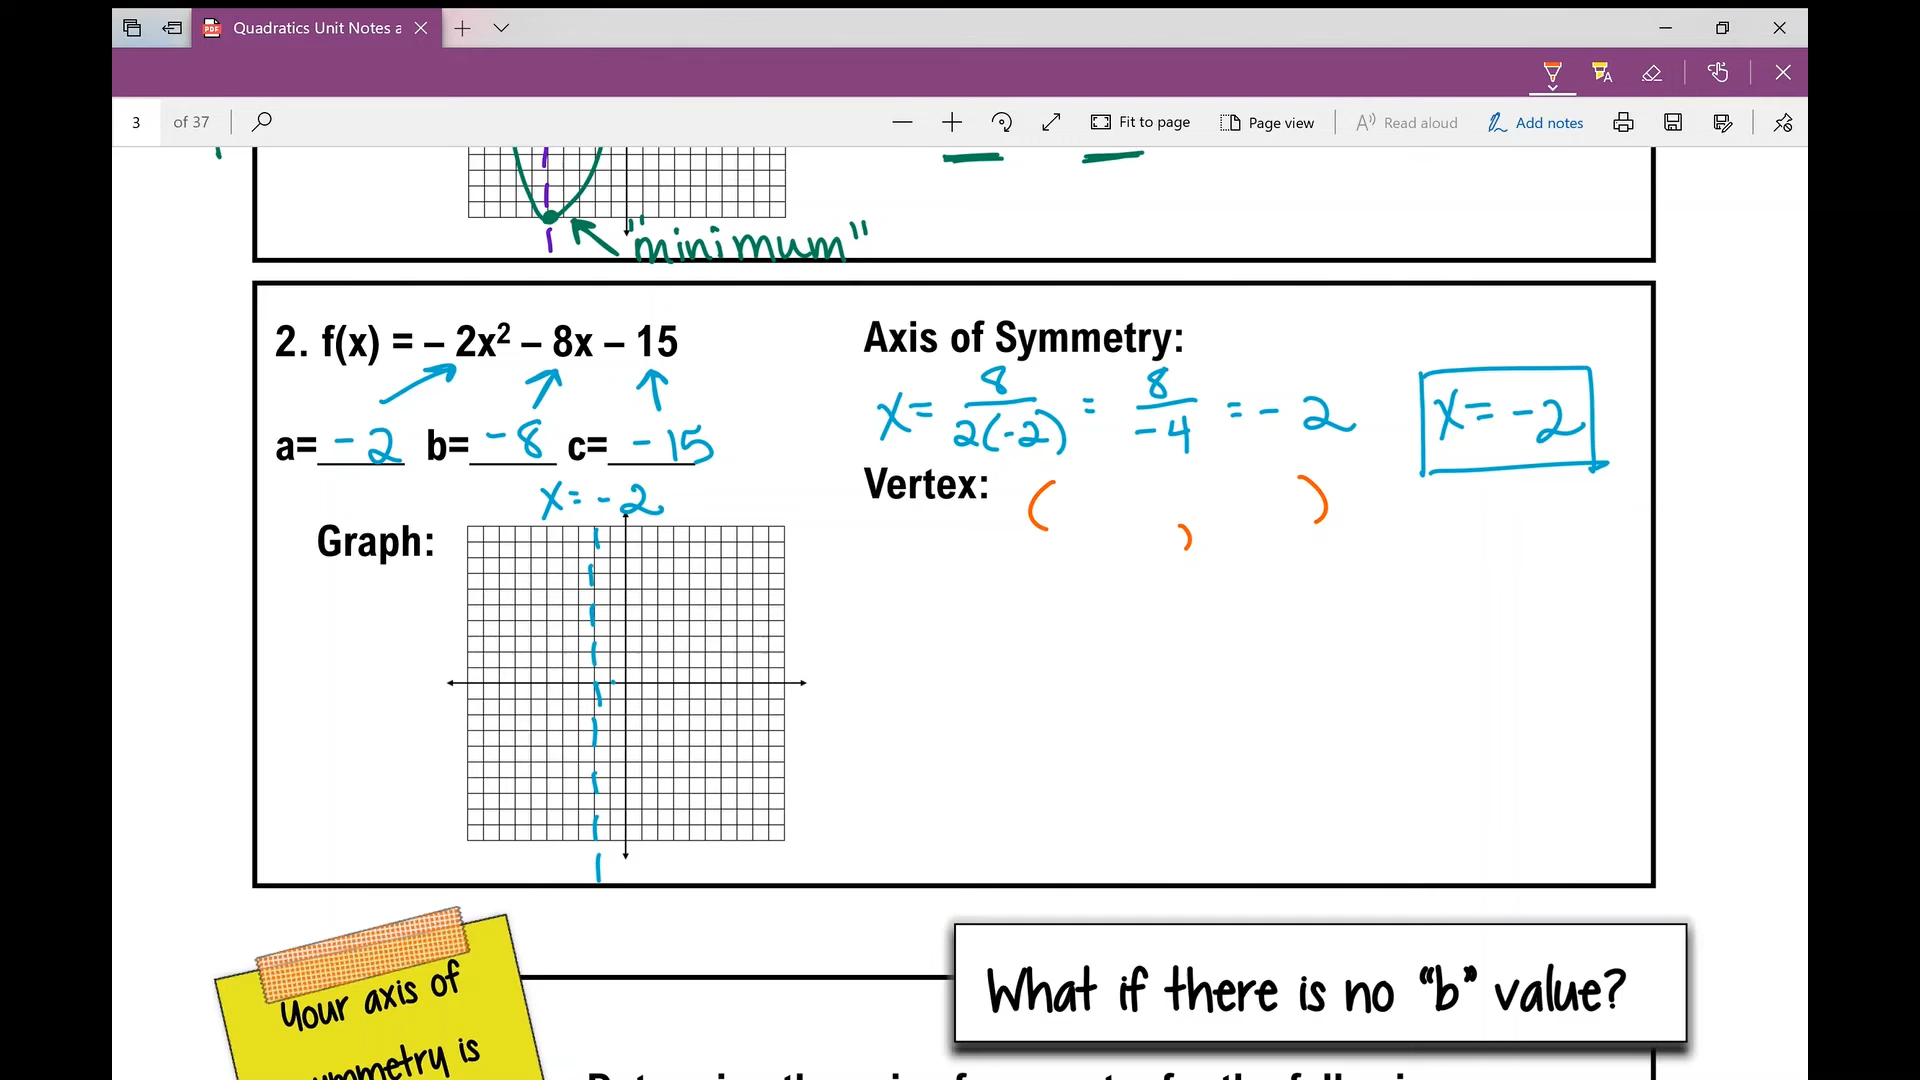 Quadratics Unit Notes a
3 of 37
Fit to page
Page view
Read aloud
Add notes
"minimum"
2. f(x) = – 2x² – 8x – 15
a= -2 b= -8 c= -15
x= -2
Graph:
Axis of Symmetry:
x= 8/2(-2) = 8/-4 = -2
x= -2
Vertex: ( , )
Your axis of
symmetry is
What if there is no "b" value?